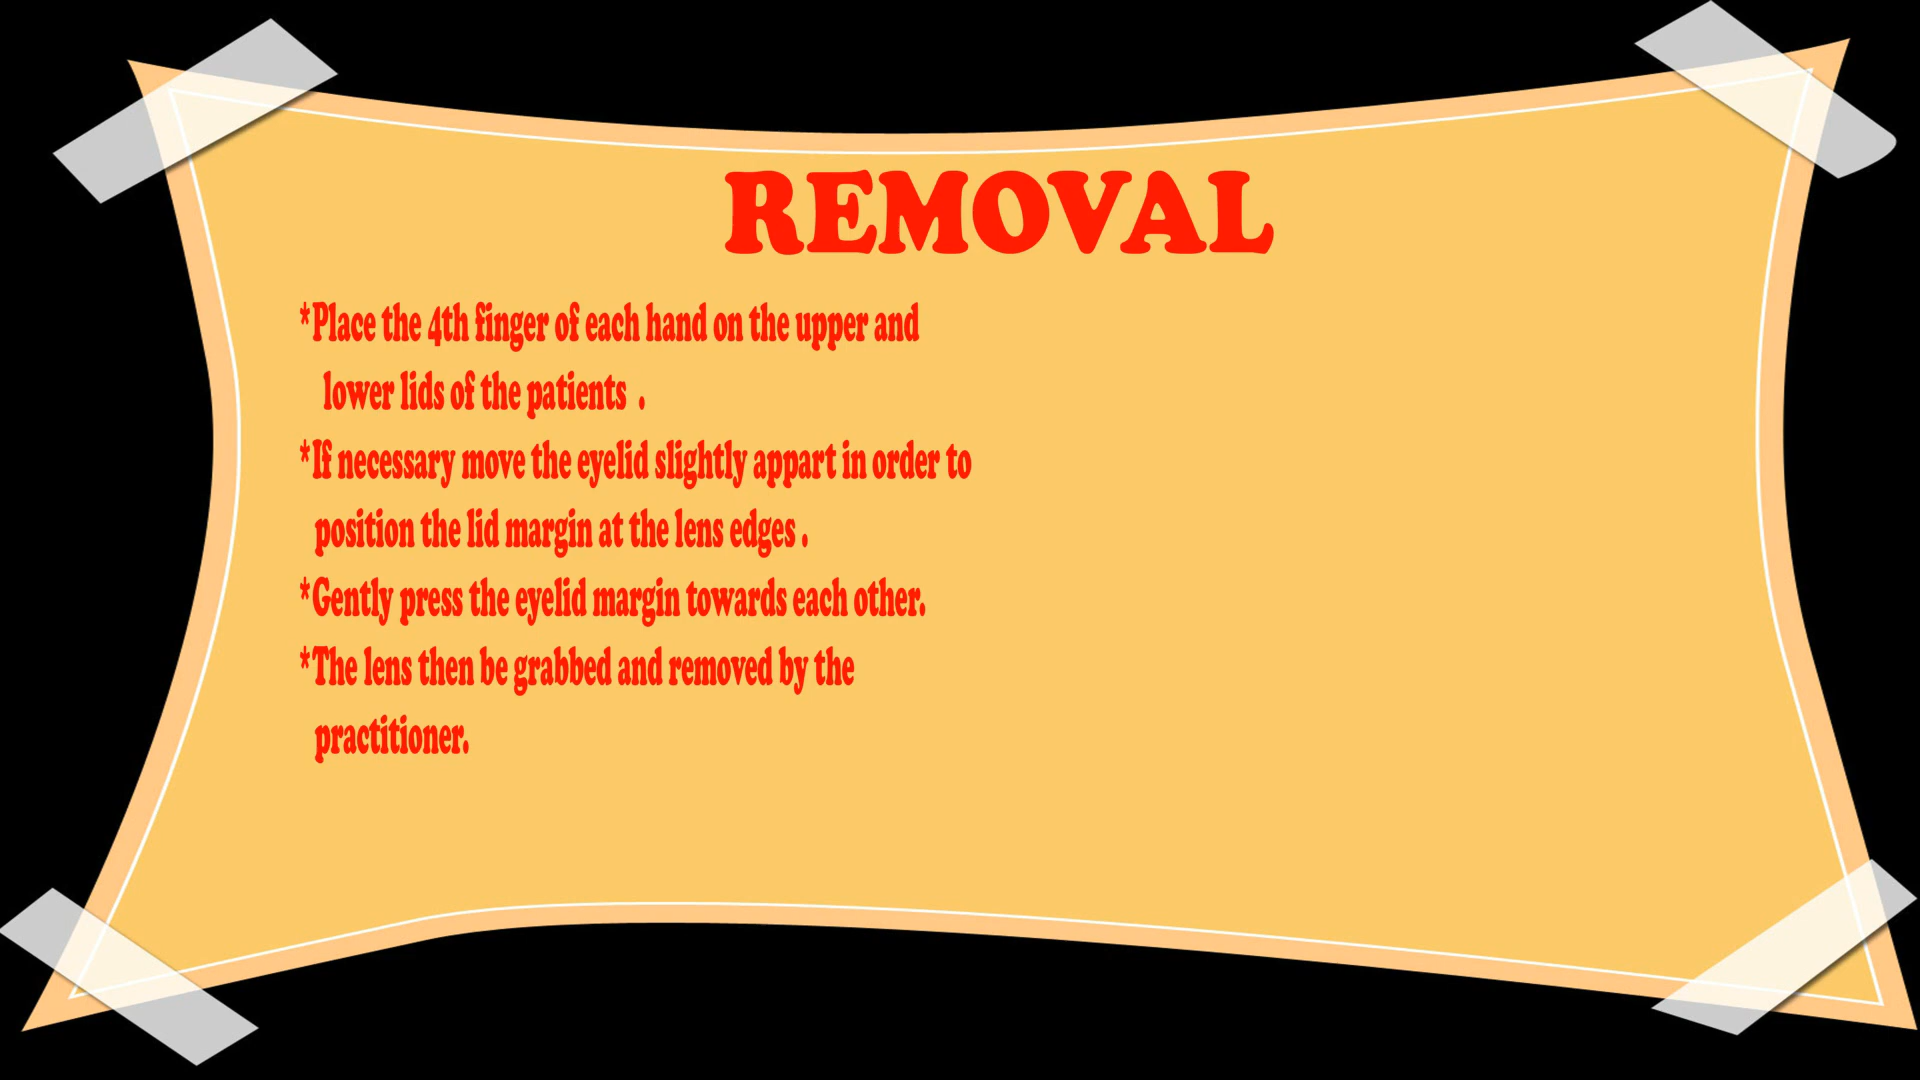 REMOVAL
*Place the 4th finger of each hand on the upper and
lower lids of the patients .
*If necessary move the eyelid slightly appart in order to
position the lid margin at the lens edges .
*Gently press the eyelid margin towards each other.
*The lens then be grabbed and removed by the
practitioner.